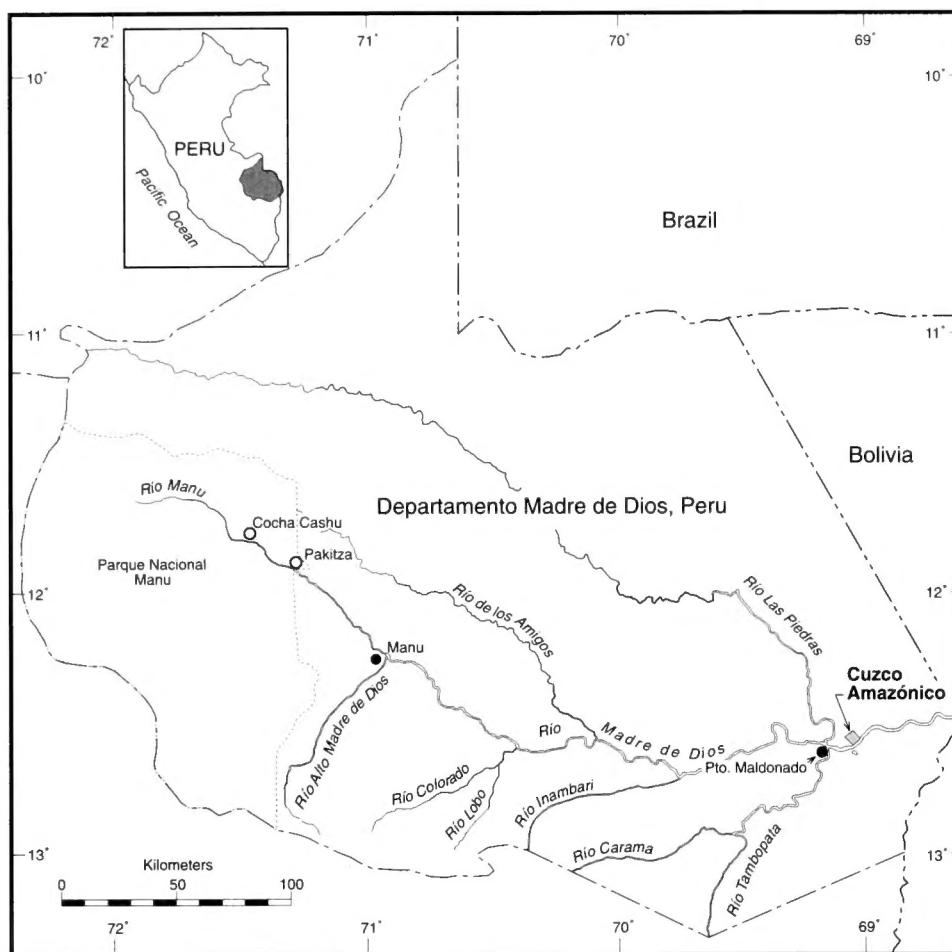 72°
71°
70°
69°
10°
10°
PERU
Pacific Ocean
Brazil
11°
11°
Bolivia
Departamento Madre de Dios, Peru
Río Manu
Cocha Cashu
Pakitza
Parque Nacional
Manu
12°
12°
Río de los Amigos
Río Las Piedras
Manu
Cuzco
Amazónico
Río Alto Madre de Dios
Río Madre de Dios
Pto. Maldonado
Río Colorado
Río Lobo
Río Inambari
Río Carama
Río Tambopata
13°
13°
Kilometers
0 50 100
72°
71°
70°
69°